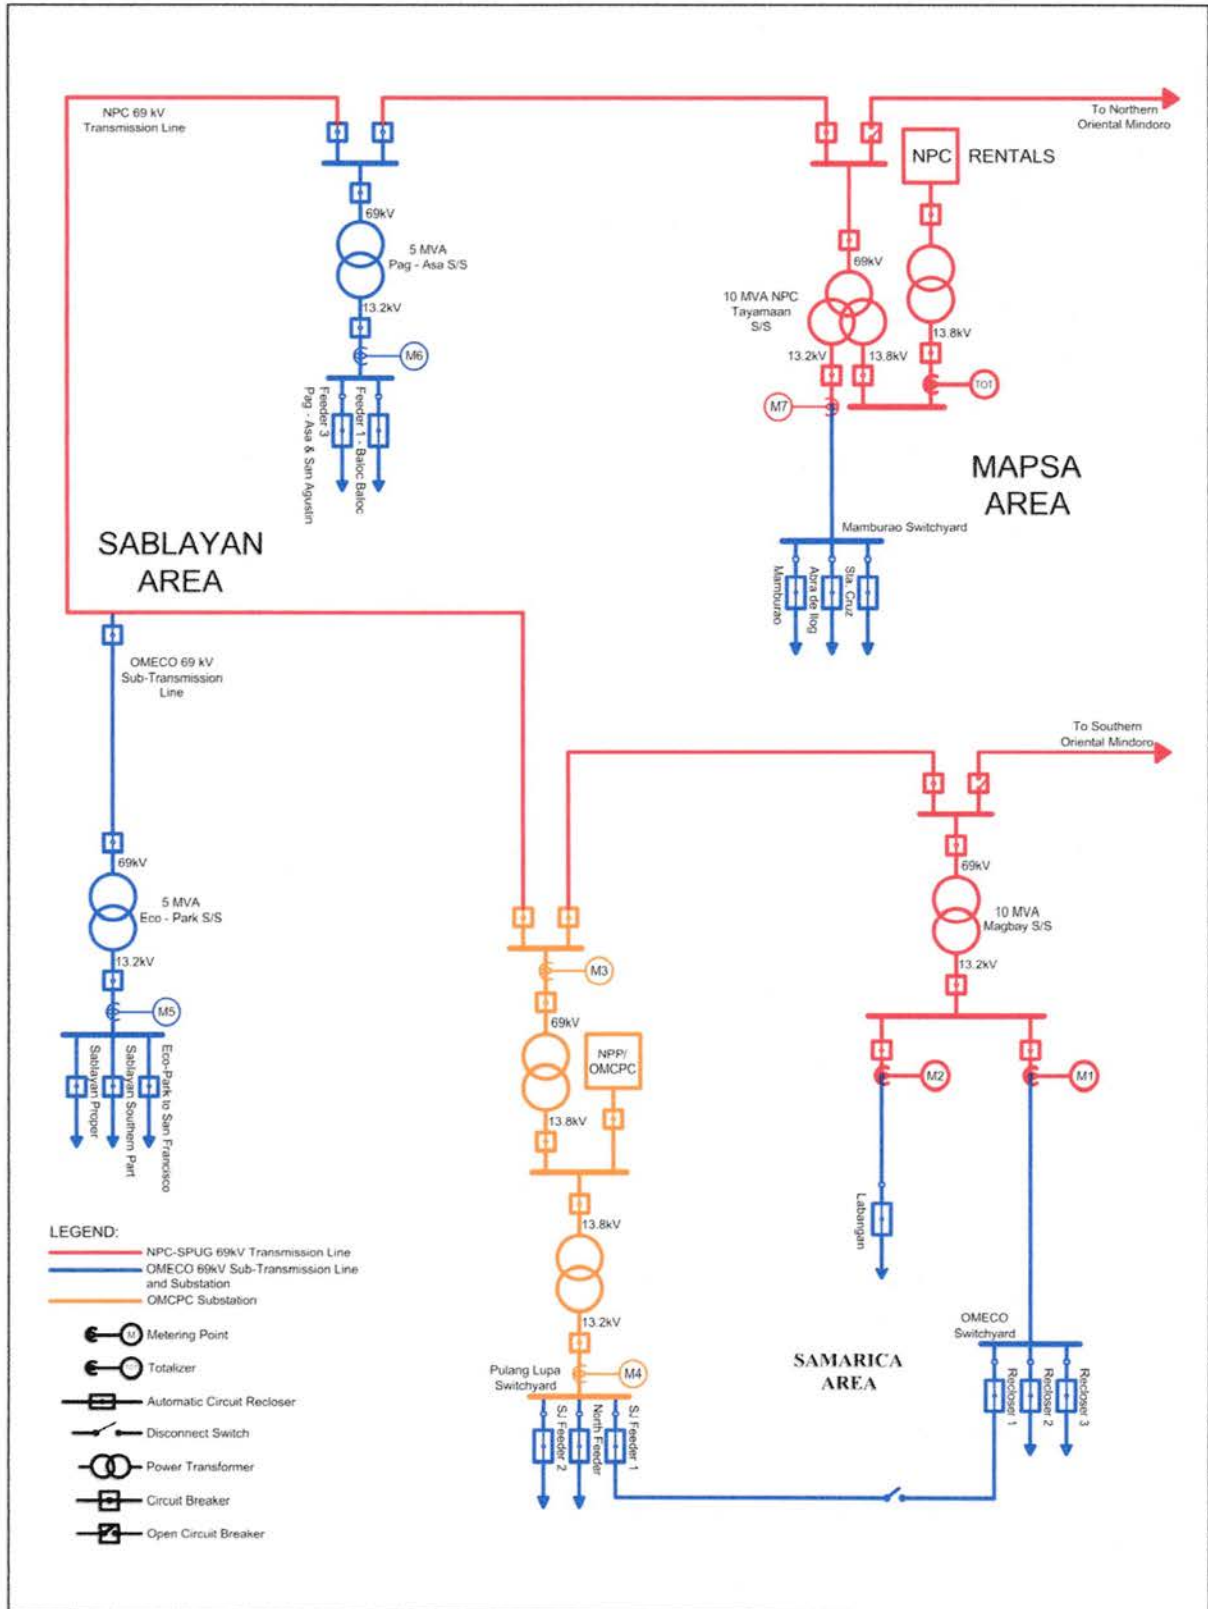 NPC 69 kV
Transmission Line
To Northern
Oriental Mindoro
NPC
RENTALS
69kV
5 MVA
Pag - Asa S/S
13.2kV
M6
Feeder 3
Pag - Asa & San Agustin
Feeder 1 - Baloc Baloc
69kV
10 MVA NPC
Tayamaan
S/S
13.2kV
13.8kV
13.8kV
TOT
M7
MAPSA
AREA
Mamburao Switchyard
Mamburao
Abra de Ilog
Sta. Cruz
SABLAYAN
AREA
OMECO 69 kV
Sub-Transmission
Line
To Southern
Oriental Mindoro
69kV
5 MVA
Eco - Park S/S
13.2kV
M5
Sablayan Proper
Sablayan Southern Part
Eco-Park to San Francisco
69kV
10 MVA
Magbay S/S
13.2kV
M2
M1
Labangan
M3
69kV
NPP/
OMCPC
13.8kV
13.8kV
13.2kV
Pulang Lupa
Switchyard
M4
SJ Feeder 2
North Feeder
SJ Feeder 1
SAMARICA
AREA
OMECO
Switchyard
Recloser 1
Recloser 2
Recloser 3
LEGEND:
NPC-SPUG 69kV Transmission Line
OMECO 69kV Sub-Transmission Line
and Substation
OMCPC Substation
M
Metering Point
TOT
Totalizer
Automatic Circuit Recloser
Disconnect Switch
Power Transformer
Circuit Breaker
Open Circuit Breaker